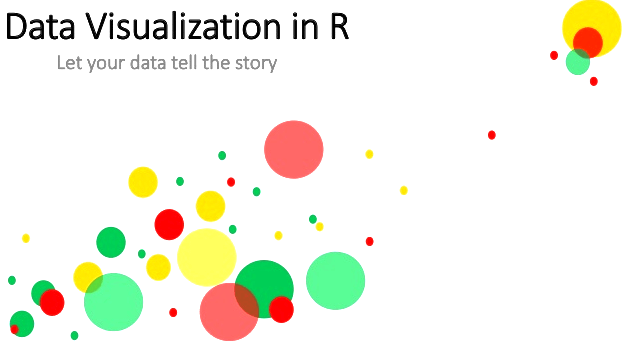 Data Visualization in R
Let your data tell the story